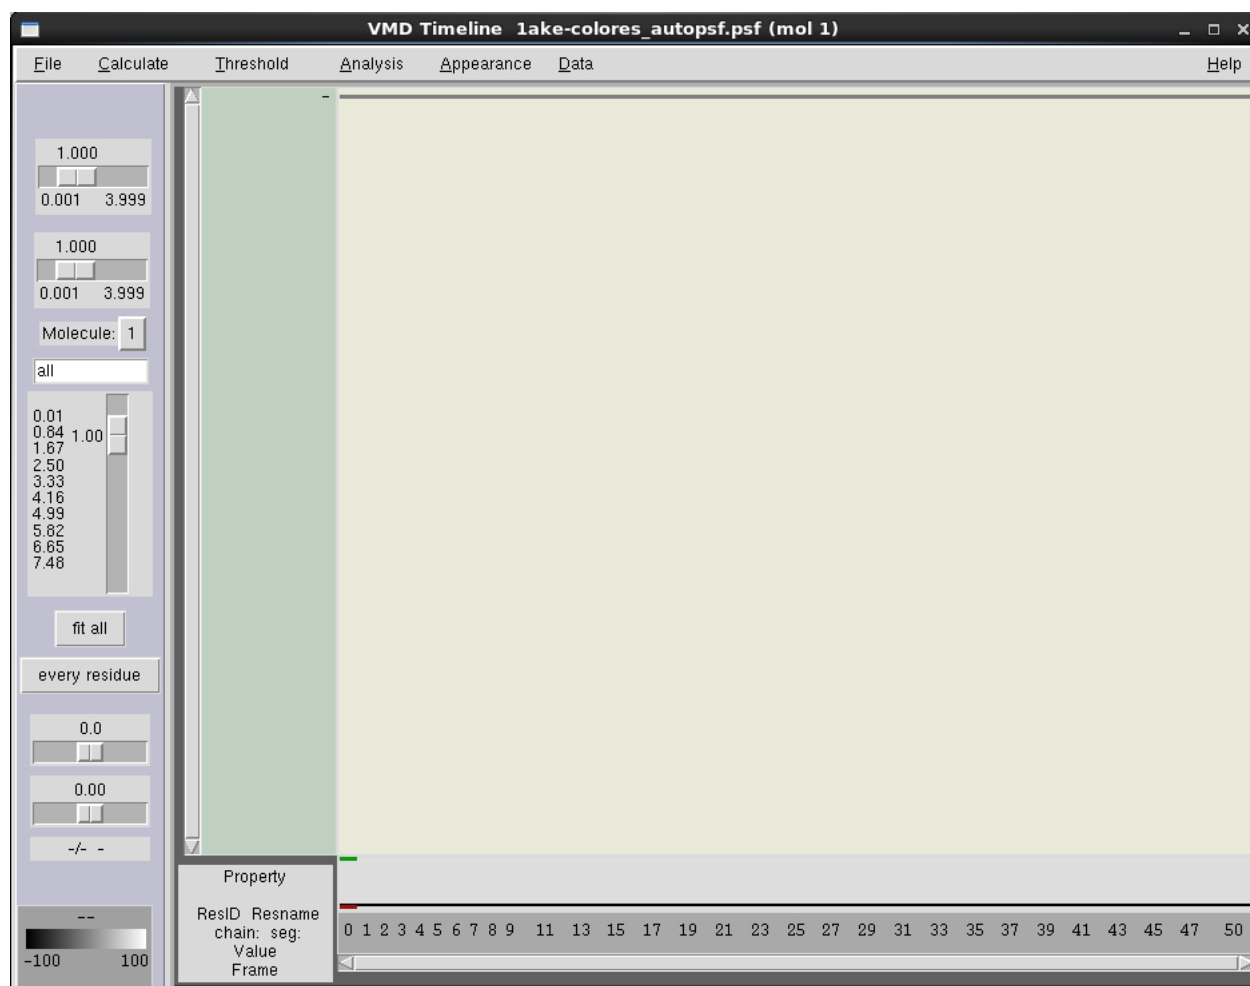 VMD Timeline  1ake-colores_autopsf.psf (mol 1)
File Calculate Threshold Analysis Appearance Data Help
-
1.000
0.001 3.999
1.000
0.001 3.999
Molecule: 1
all
0.01
0.84 1.00
1.67
2.50
3.33
4.16
4.99
5.82
6.65
7.48
fit all
every residue
0.0
0.00
-/- -
--
-100 100
Property
ResID Resname
chain: seg:
Value
Frame
0 1 2 3 4 5 6 7 8 9 11 13 15 17 19 21 23 25 27 29 31 33 35 37 39 41 43 45 47 50